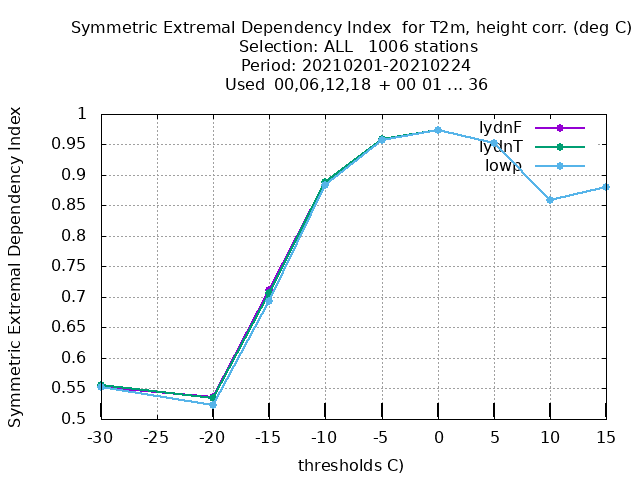 Symmetric Extremal Dependency Index  for T2m, height corr. (deg C)
Selection: ALL   1006 stations
Period: 20210201-20210224
Used  00,06,12,18  + 00 01 ... 36
Symmetric Extremal Dependency Index
1
0.95
0.9
0.85
0.8
0.75
0.7
0.65
0.6
0.55
0.5
lydnF
lydnT
lowp
-30
-25
-20
-15
-10
-5
0
5
10
15
thresholds C)